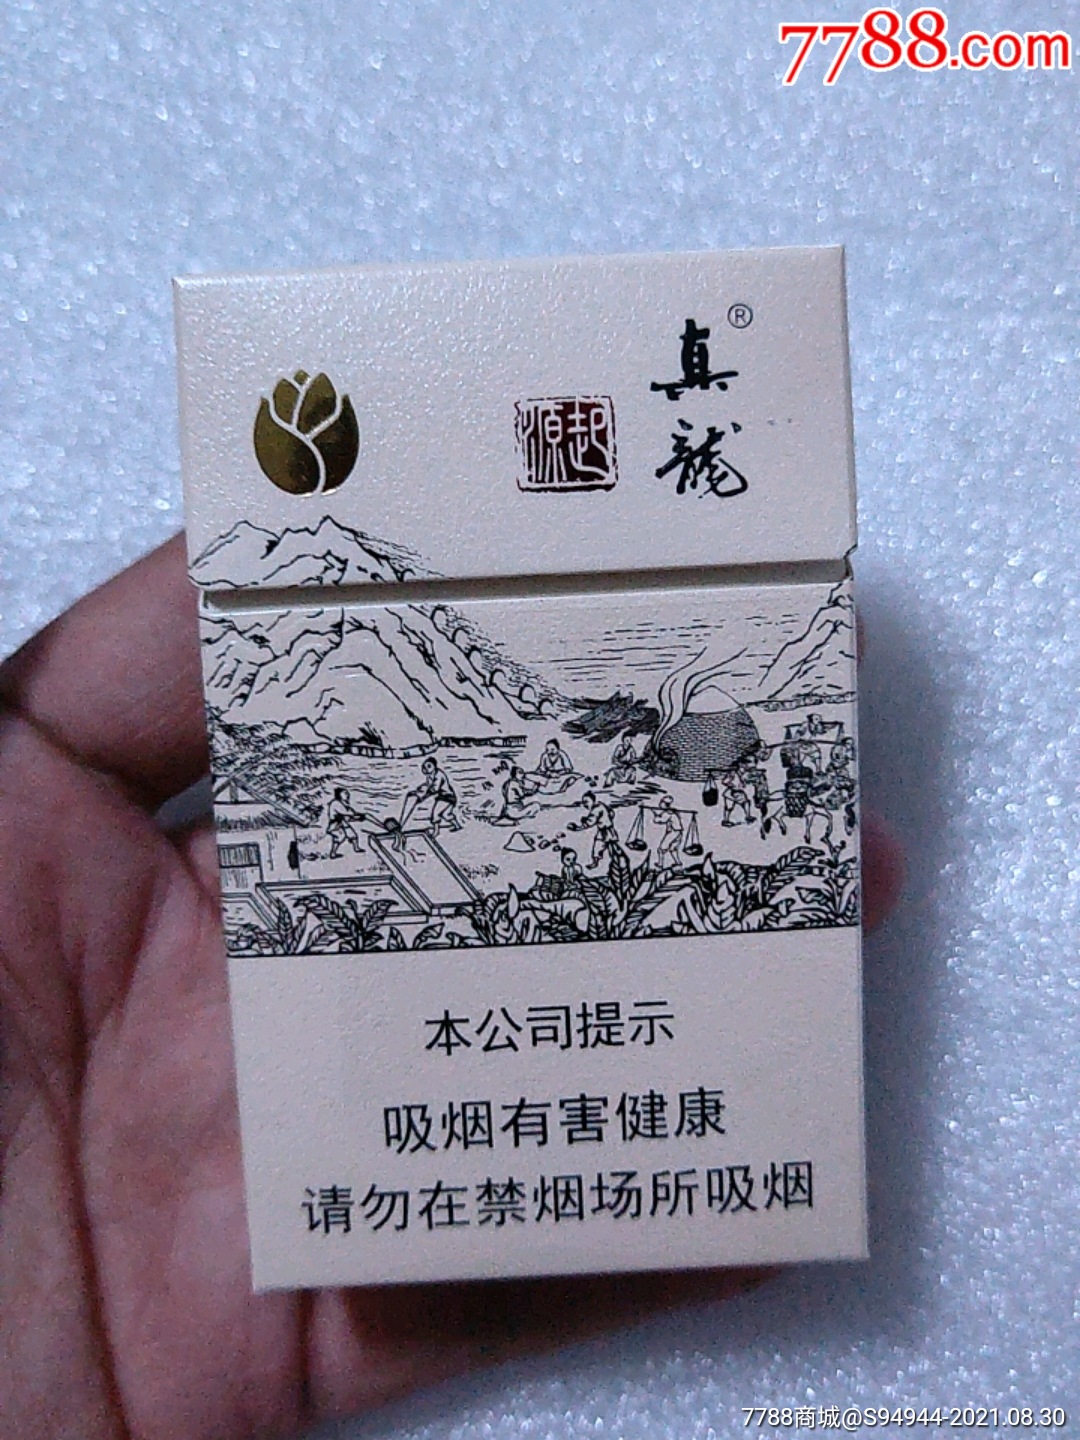 7788.com
真龍®
起源
本公司提示
吸烟有害健康
请勿在禁烟场所吸烟
7788商城@S94944-2021.08.30